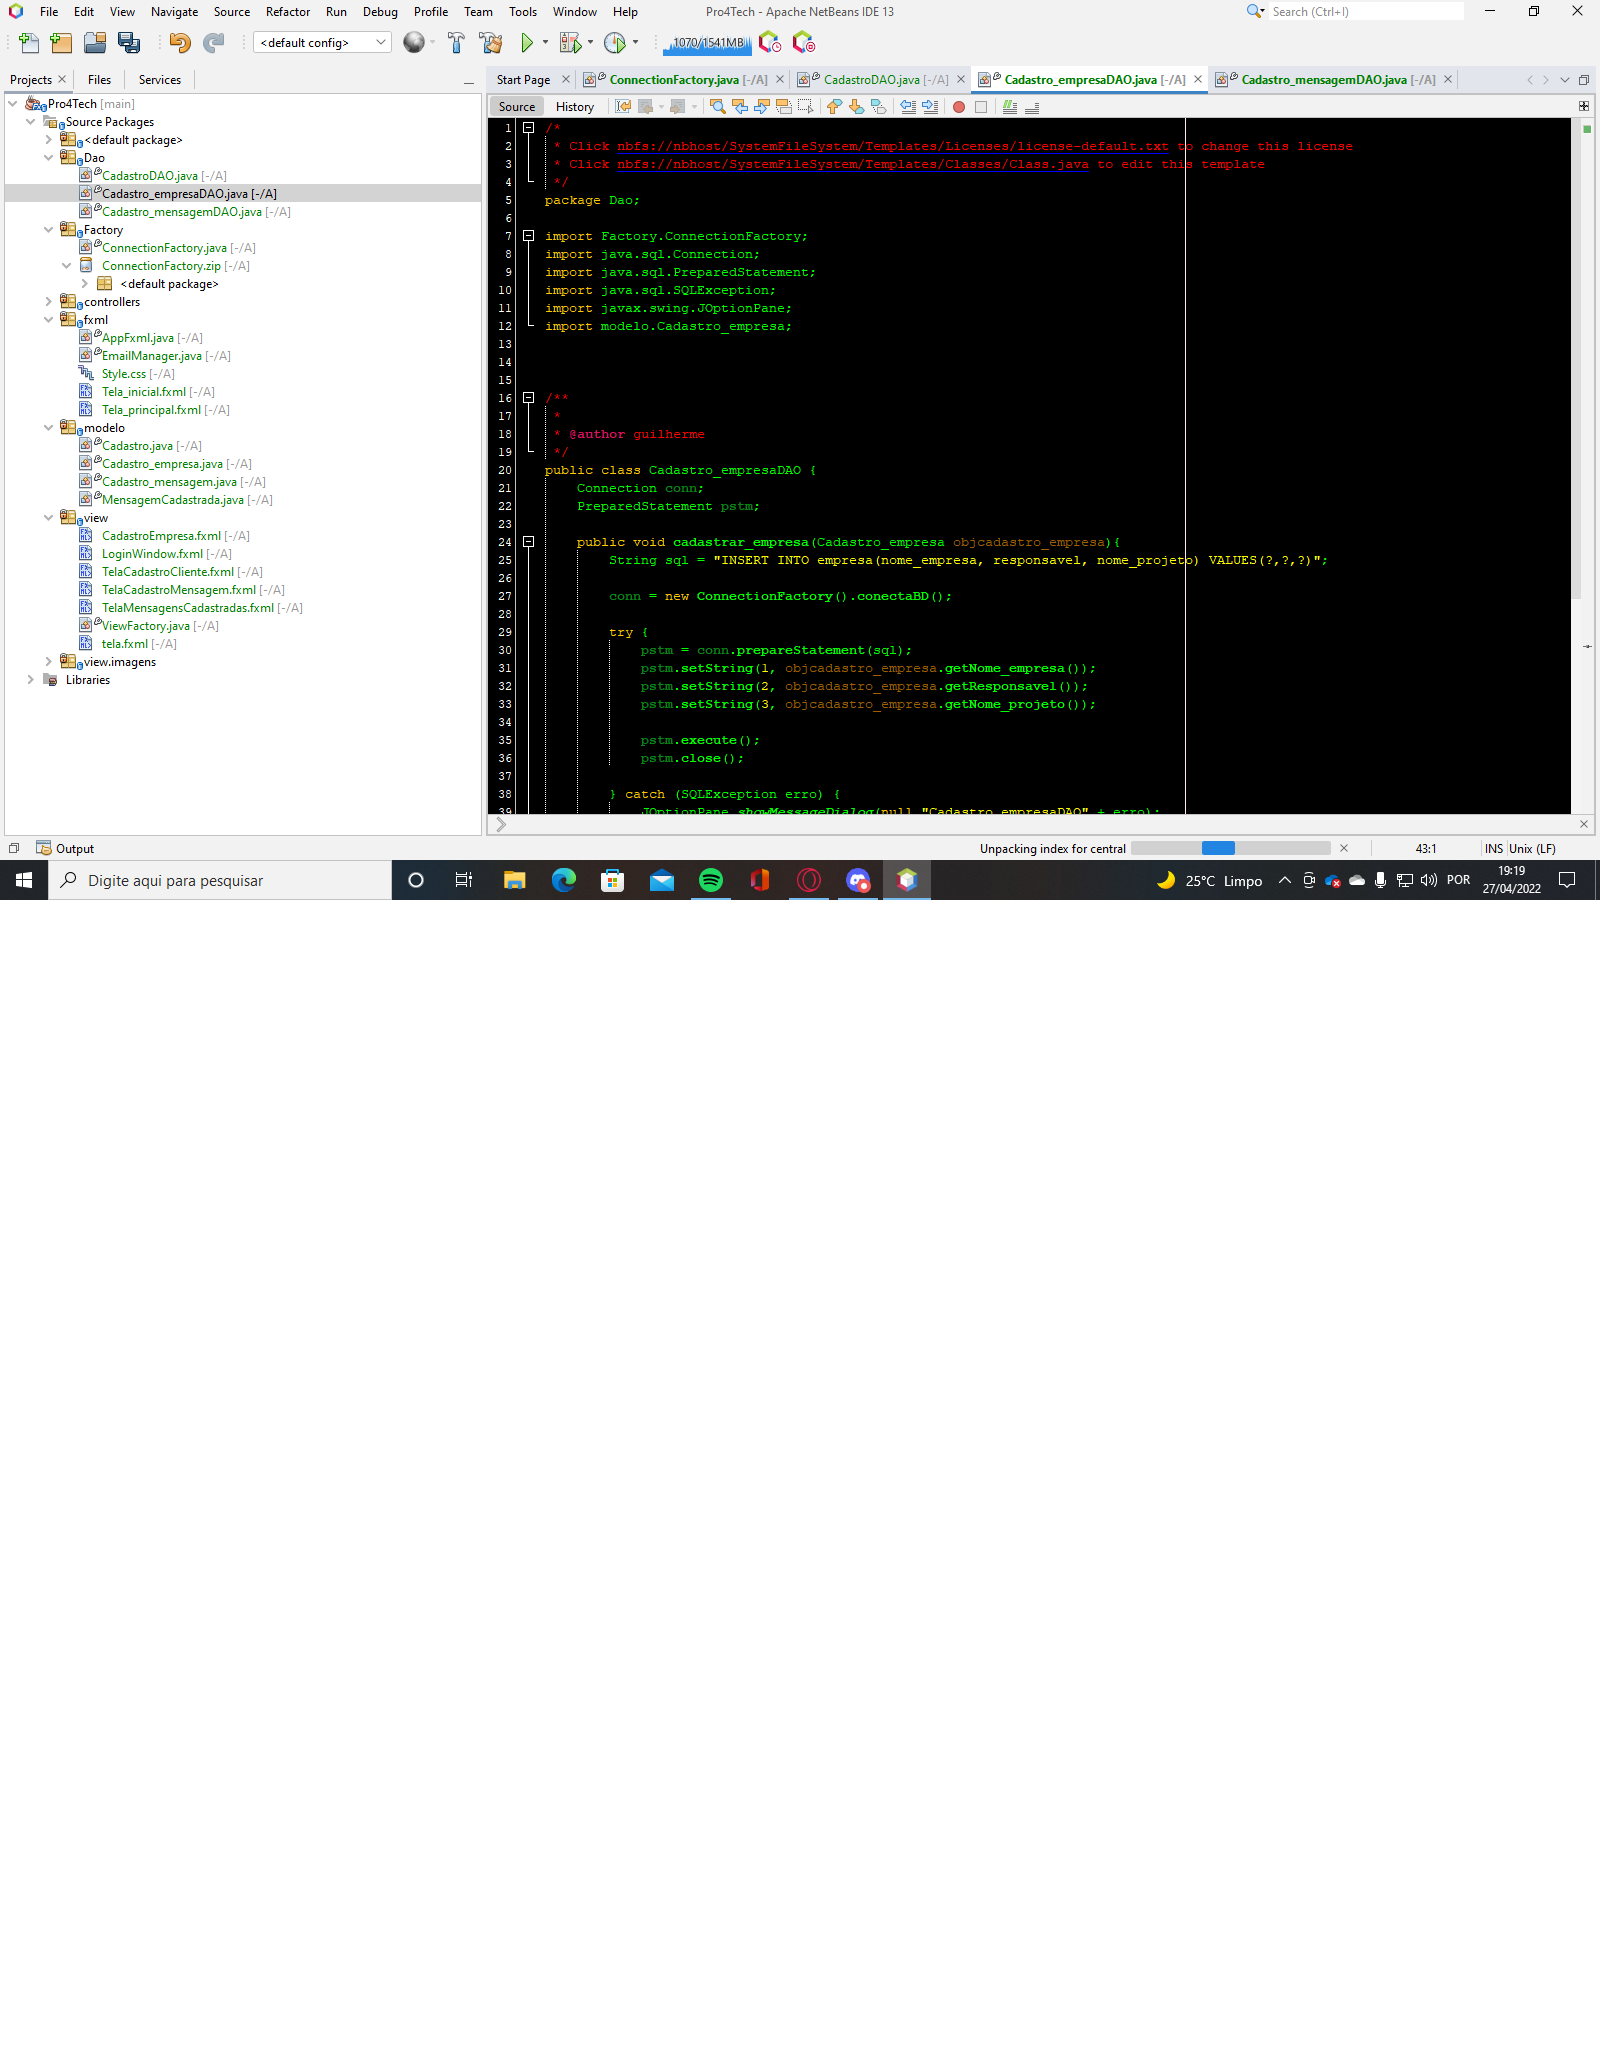 File Edit View Navigate Source Refactor Run Debug Profile Team Tools Window Help Pro4Tech - Apache NetBeans IDE 13 Search (Ctrl+I)
<default config> 1070/1541MB
Projects Files Services
Start Page ConnectionFactory.java [-/A] CadastroDAO.java [-/A] Cadastro_empresaDAO.java [-/A] Cadastro_mensagemDAO.java [-/A]
Pro4Tech [main]
Source Packages
<default package>
Dao
CadastroDAO.java [-/A]
Cadastro_empresaDAO.java [-/A]
Cadastro_mensagemDAO.java [-/A]
Factory
ConnectionFactory.java [-/A]
ConnectionFactory.zip [-/A]
<default package>
controllers
fxml
AppFxml.java [-/A]
EmailManager.java [-/A]
Style.css [-/A]
Tela_inicial.fxml [-/A]
Tela_principal.fxml [-/A]
modelo
Cadastro.java [-/A]
Cadastro_empresa.java [-/A]
Cadastro_mensagem.java [-/A]
MensagemCadastrada.java [-/A]
view
CadastroEmpresa.fxml [-/A]
LoginWindow.fxml [-/A]
TelaCadastroCliente.fxml [-/A]
TelaCadastroMensagem.fxml [-/A]
TelaMensagensCadastradas.fxml [-/A]
ViewFactory.java [-/A]
tela.fxml [-/A]
view.imagens
Libraries
Source History
1 /*
2 * Click nbfs://nbhost/SystemFileSystem/Templates/Licenses/license-default.txt to change this license
3 * Click nbfs://nbhost/SystemFileSystem/Templates/Classes/Class.java to edit this template
4 */
5 package Dao;
6
7 import Factory.ConnectionFactory;
8 import java.sql.Connection;
9 import java.sql.PreparedStatement;
10 import java.sql.SQLException;
11 import javax.swing.JOptionPane;
12 import modelo.Cadastro_empresa;
13
14
15
16 /**
17 *
18 * @author guilherme
19 */
20 public class Cadastro_empresaDAO {
21 Connection conn;
22 PreparedStatement pstm;
23
24 public void cadastrar_empresa(Cadastro_empresa objcadastro_empresa){
25 String sql = "INSERT INTO empresa(nome_empresa, responsavel, nome_projeto) VALUES(?,?,?)";
26
27 conn = new ConnectionFactory().conectaBD();
28
29 try {
30 pstm = conn.prepareStatement(sql);
31 pstm.setString(1, objcadastro_empresa.getNome_empresa());
32 pstm.setString(2, objcadastro_empresa.getResponsavel());
33 pstm.setString(3, objcadastro_empresa.getNome_projeto());
34
35 pstm.execute();
36 pstm.close();
37
38 } catch (SQLException erro) {
39 JOptionPane.showMessageDialog(null,"Cadastro_empresaDAO" + erro);
Output Unpacking index for central 43:1 INS Unix (LF)
Digite aqui para pesquisar 25°C Limpo POR 19:19
27/04/2022